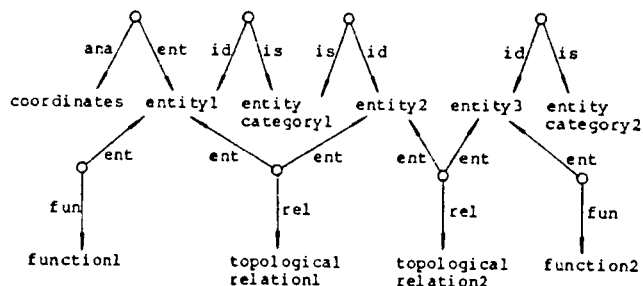 ana ent id is is id id is
coordinates entity1 entity entity2 entity3 entity
category1 category2
ent ent ent ent ent ent
fun rel rel fun
function1 topological topological function2
relation1 relation2